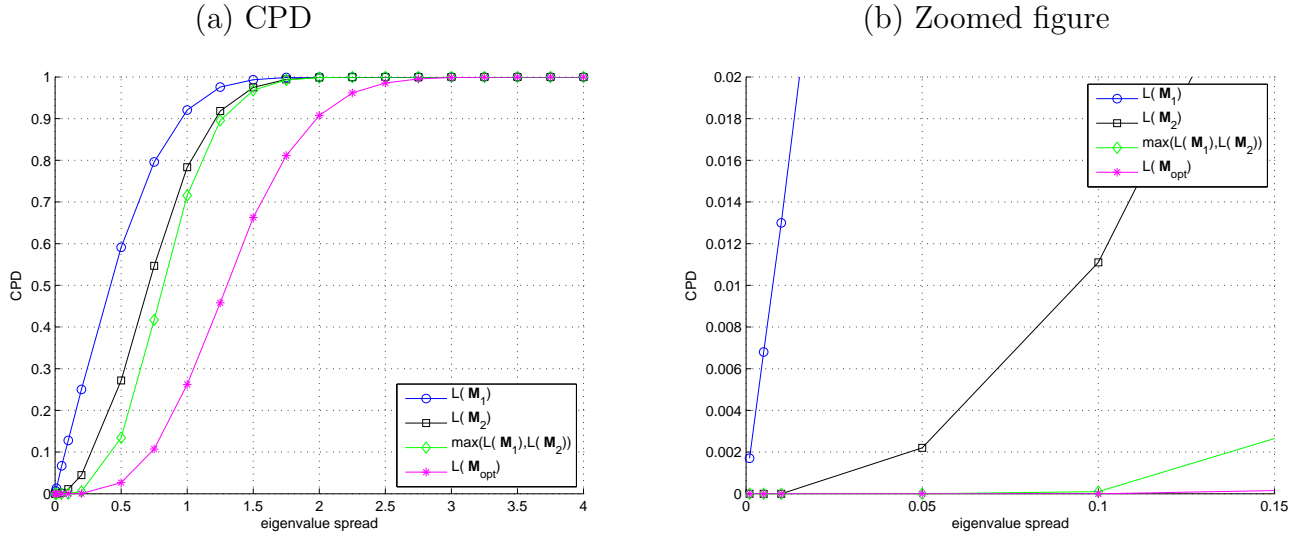 (a) CPD
1
0.9
0.8
0.7
0.6
0.5
0.4
0.3
0.2
0.1
0
CPD
L( M1)
L( M2)
max(L( M1),L( M2))
L( Mopt)
0 0.5 1 1.5 2 2.5 3 3.5 4
eigenvalue spread
(b) Zoomed figure
0.02
0.018
0.016
0.014
0.012
0.01
0.008
0.006
0.004
0.002
0
CPD
L( M1)
L( M2)
max(L( M1),L( M2))
L( Mopt)
0 0.05 0.1 0.15
eigenvalue spread